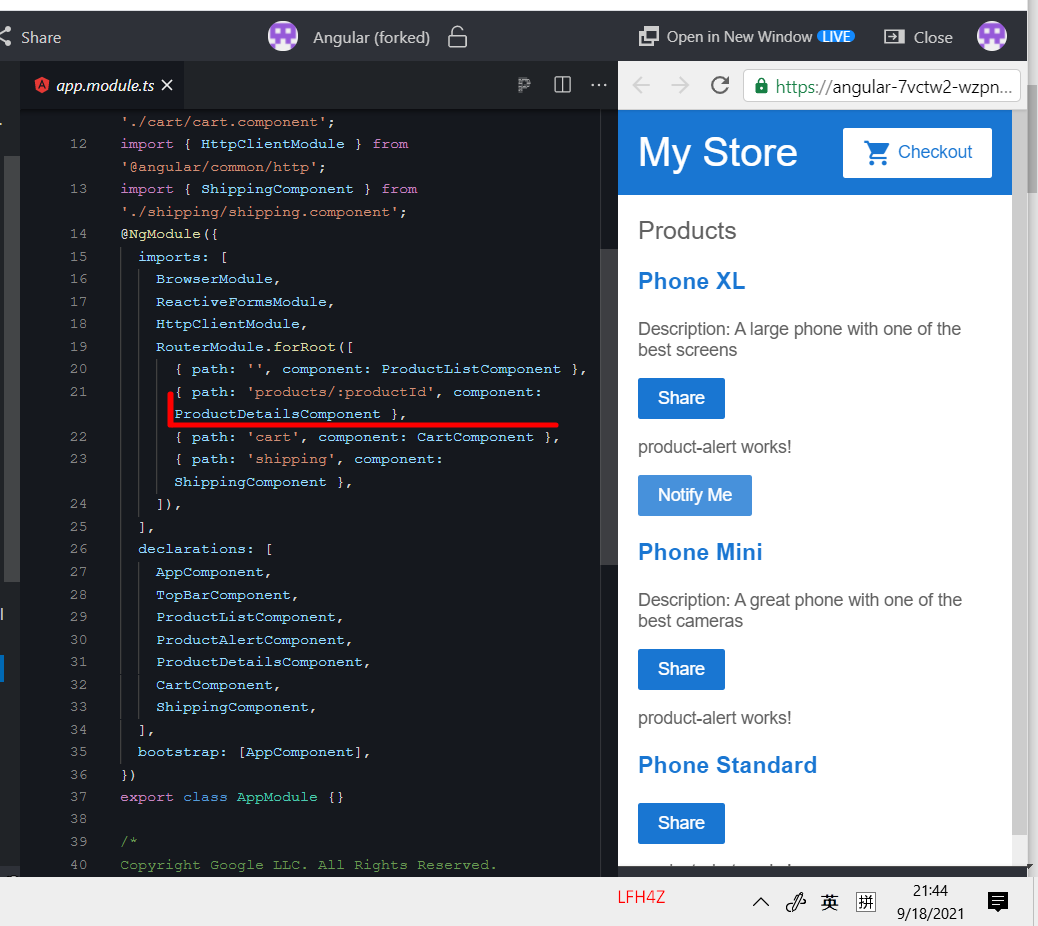 Share
Angular (forked)
Open in New Window LIVE
Close
app.module.ts
https://angular-7vctw2-wzpn...
'./cart/cart.component';
12 import { HttpClientModule } from
'@angular/common/http';
13 import { ShippingComponent } from
'./shipping/shipping.component';
14 @NgModule({
15 imports: [
16 BrowserModule,
17 ReactiveFormsModule,
18 HttpClientModule,
19 RouterModule.forRoot([
20 { path: '', component: ProductListComponent },
21 { path: 'products/:productId', component:
ProductDetailsComponent },
22 { path: 'cart', component: CartComponent },
23 { path: 'shipping', component:
ShippingComponent },
24 ]),
25 ],
26 declarations: [
27 AppComponent,
28 TopBarComponent,
29 ProductListComponent,
30 ProductAlertComponent,
31 ProductDetailsComponent,
32 CartComponent,
33 ShippingComponent,
34 ],
35 bootstrap: [AppComponent],
36 })
37 export class AppModule {}
38
39 /*
40 Copyright Google LLC. All Rights Reserved.
My Store
Checkout
Products
Phone XL
Description: A large phone with one of the
best screens
Share
product-alert works!
Notify Me
Phone Mini
Description: A great phone with one of the
best cameras
Share
product-alert works!
Phone Standard
Share
LFH4Z
英
拼
21:44
9/18/2021